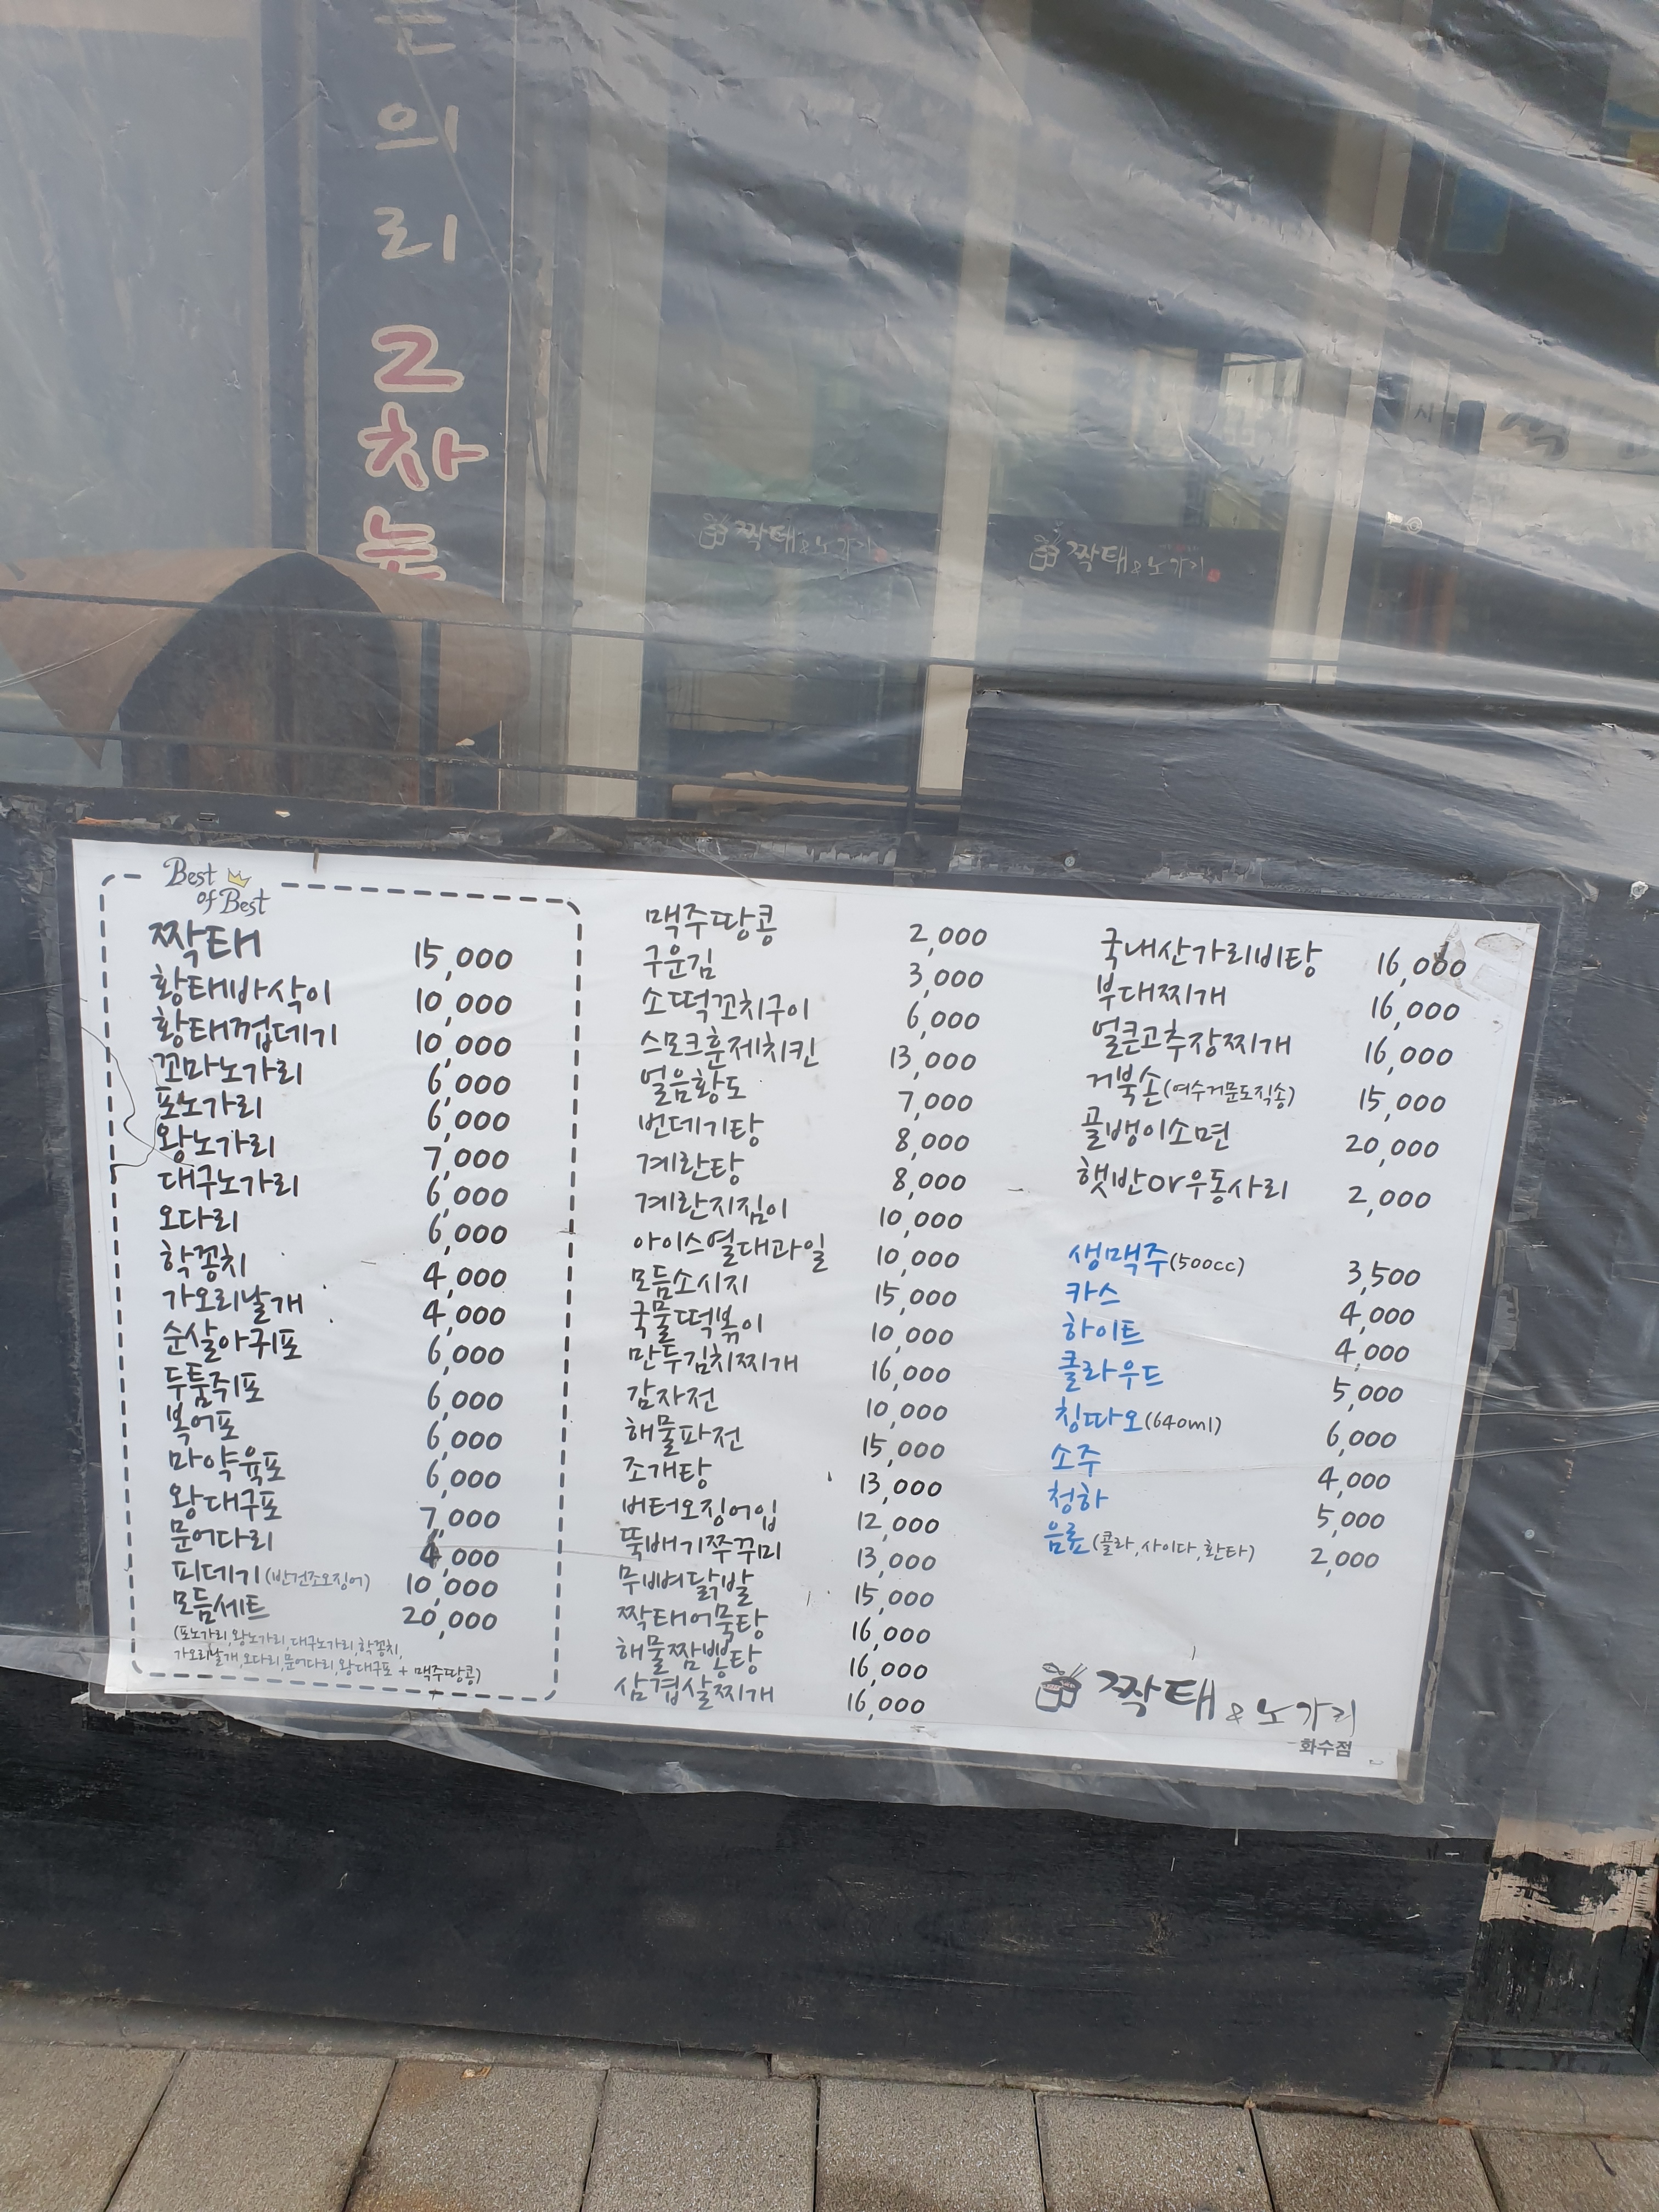 의
리
2
차
는
짝태&노가리
짝태&노가리
Best
of Best
짝태 15,000
황태바삭이 10,000
황태껍데기 10,000
꼬마노가리 6,000
포노가리 6,000
왕노가리 7,000
대구노가리 6,000
오다리 6,000
학꽁치 4,000
가오리날개 4,000
순살아귀포 6,000
두툼쥐포 6,000
복어포 6,000
마약육포 6,000
왕대구포 7,000
문어다리 4,000
피데기(반건조오징어) 10,000
모듬세트 20,000
(포노가리,왕노가리,대구노가리,학꽁치,
가오리날개,오다리,문어다리,왕대구포 + 맥주땅콩)
맥주땅콩 2,000
구운김 3,000
소떡꼬치구이 6,000
스모크훈제치킨 13,000
얼음황도 7,000
번데기탕 8,000
계란탕 8,000
계란지짐이 10,000
아이스열대과일 10,000
모듬소시지 15,000
국물떡볶이 10,000
만두김치찌개 16,000
감자전 10,000
해물파전 15,000
조개탕 13,000
버터오징어입 12,000
뚝배기쭈꾸미 13,000
무뼈닭발 15,000
짝태어묵탕 16,000
해물짬뽕탕 16,000
삼겹살찌개 16,000
국내산가리비탕 16,000
부대찌개 16,000
얼큰고추장찌개 16,000
거북손(여수거문도직송) 15,000
골뱅이소면 20,000
햇반or우동사리 2,000
생맥주(500cc) 3,500
카스 4,000
하이트 4,000
클라우드 5,000
칭따오(640ml) 6,000
소주 4,000
청하 5,000
음료(콜라,사이다,환타) 2,000
짝태 & 노가리
화수점